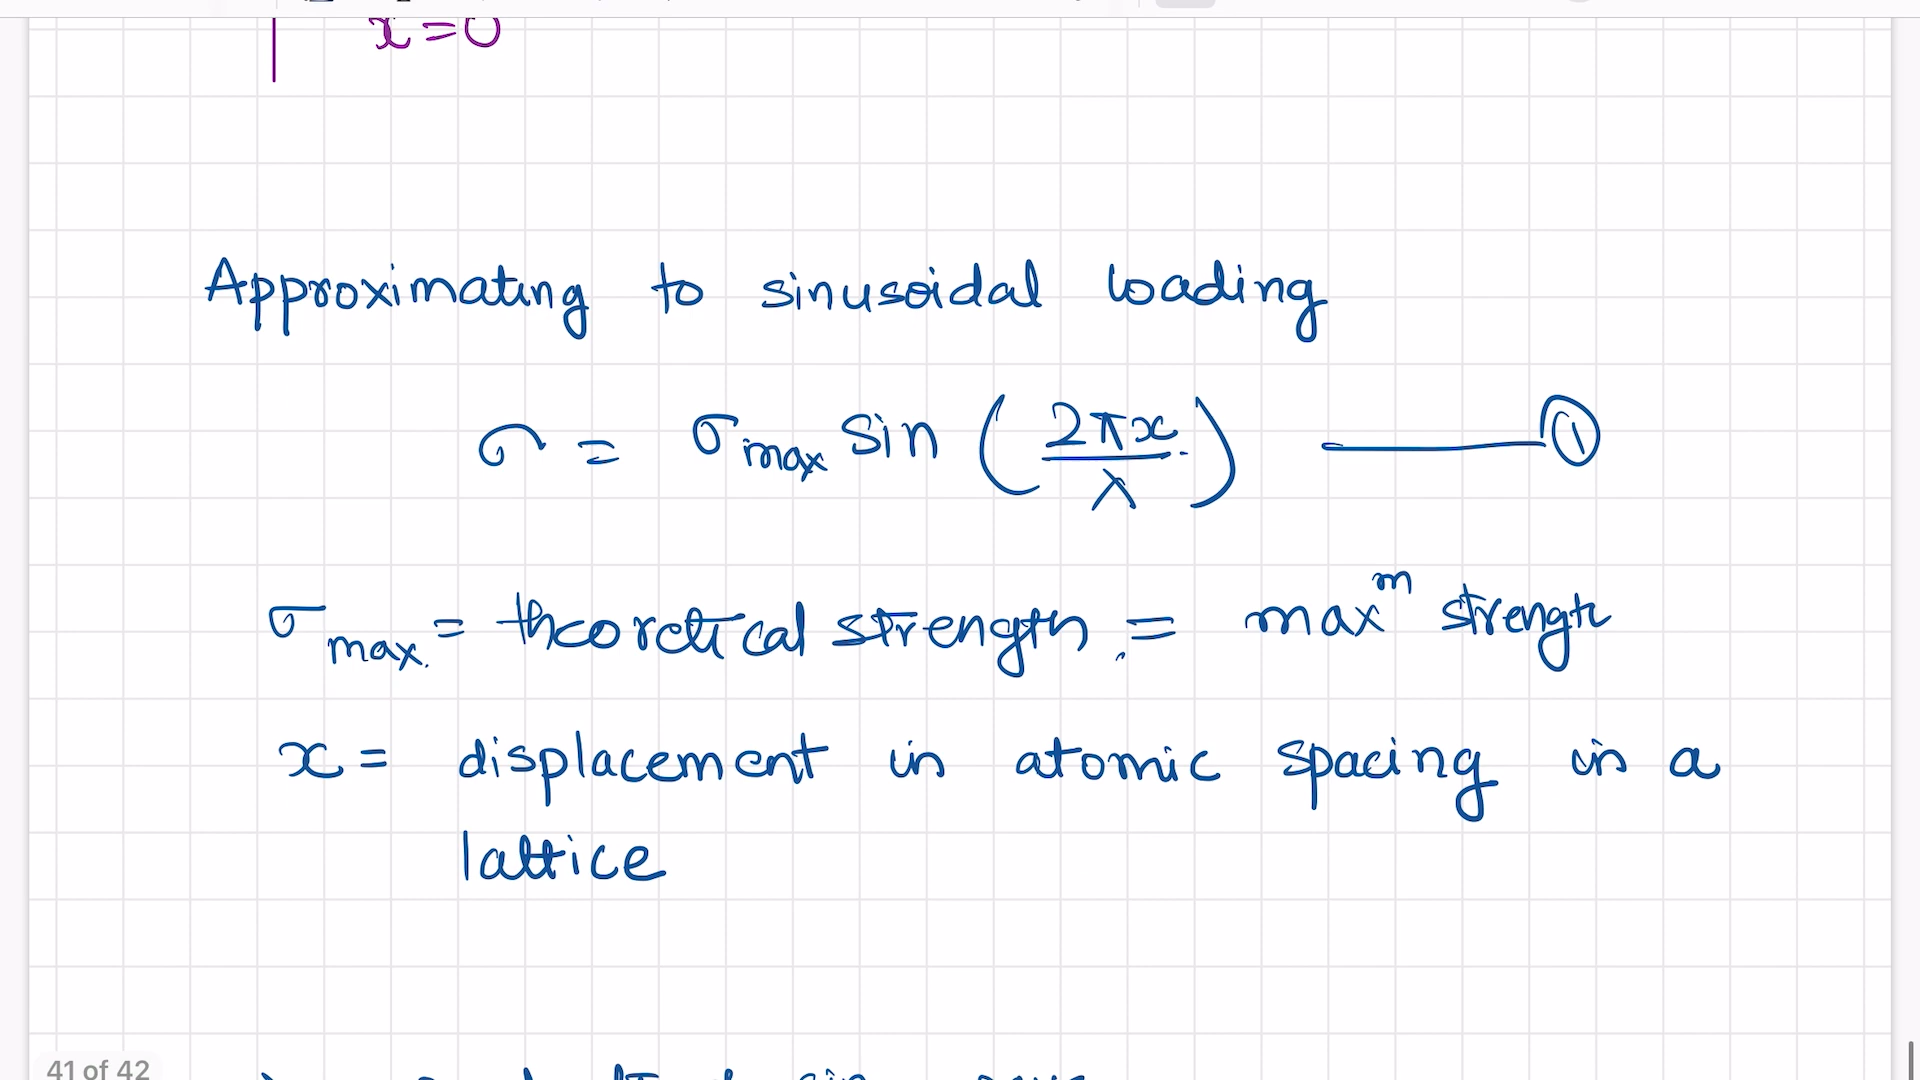 x=0
Approximating to sinusoidal loading
σ = σmax sin (2πx/λ) —— ①
σmax. = theoretical strength = maxᵐ strength
x = displacement in atomic spacing in a
lattice
41 of 42